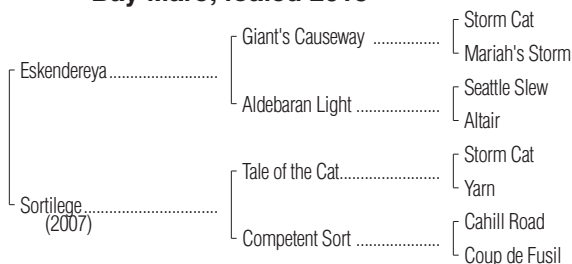 Bay Mare, foaled
Storm Cat
Giant's Causeway ................
Mariah's Storm
Eskendereya..........................
Seattle Slew
Aldebaran Light ....................
Altair
Storm Cat
Tale of the Cat........................
Yarn
Sortilege................................
(2007)
Cahill Road
Competent Sort ....................
Coup de Fusil